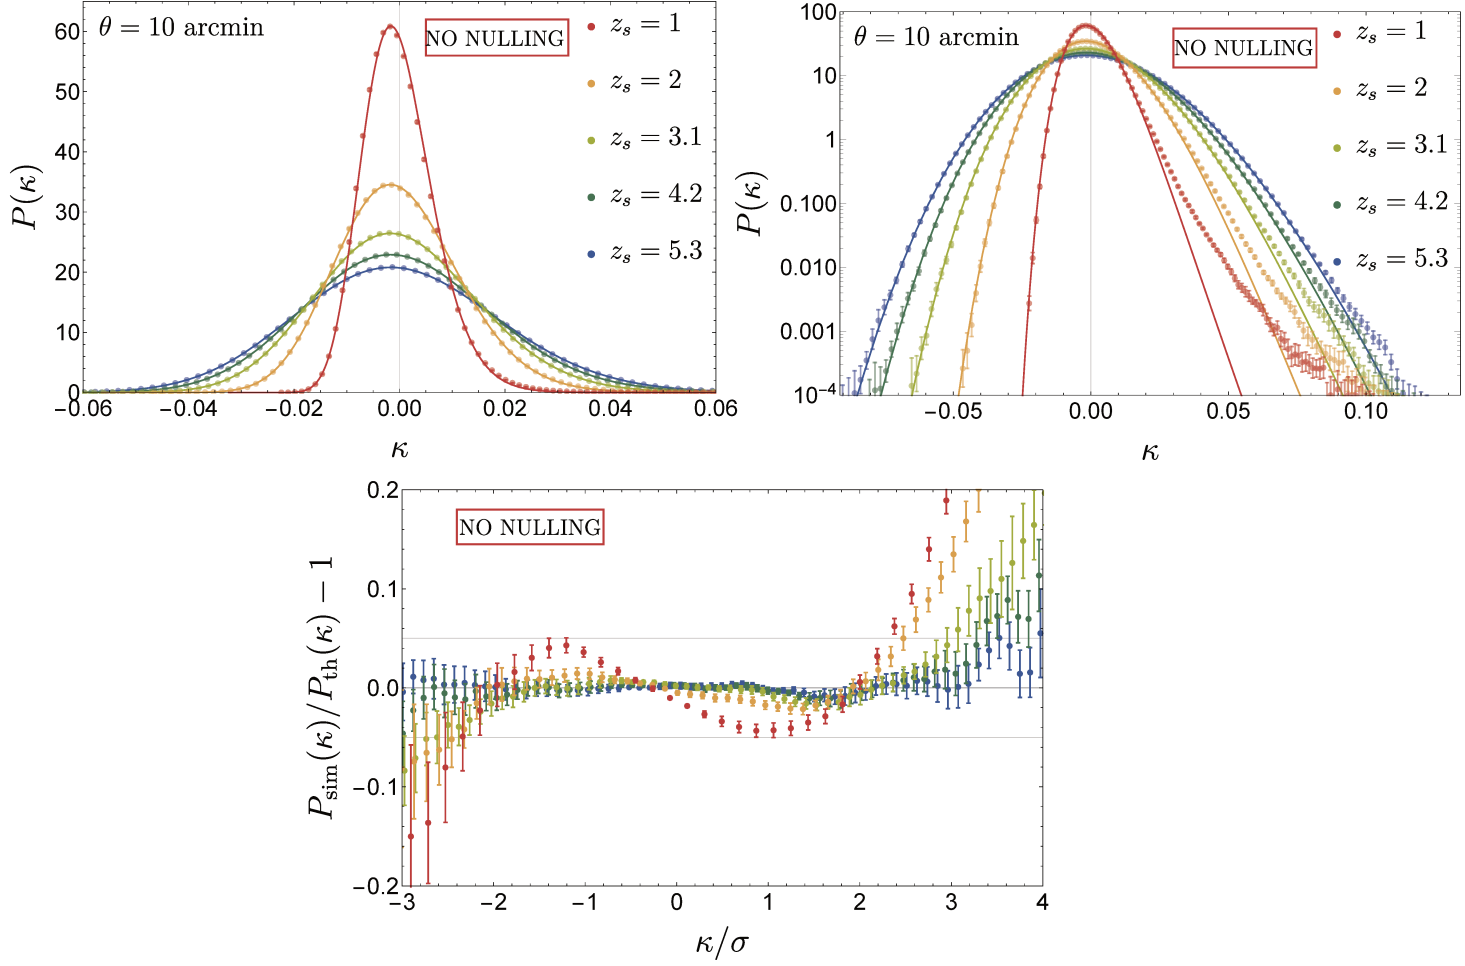 θ = 10 arcmin
NO NULLING
z_s = 1
z_s = 2
z_s = 3.1
z_s = 4.2
z_s = 5.3
P(κ)
60
50
40
30
20
10
0
−0.06 −0.04 −0.02 0.00 0.02 0.04 0.06
κ
θ = 10 arcmin
NO NULLING
z_s = 1
z_s = 2
z_s = 3.1
z_s = 4.2
z_s = 5.3
P(κ)
100
10
1
0.100
0.010
0.001
10⁻⁴
−0.05 0.00 0.05 0.10
κ
NO NULLING
P_sim(κ)/P_th(κ) − 1
0.2
0.1
0.0
−0.1
−0.2
−3 −2 −1 0 1 2 3 4
κ/σ